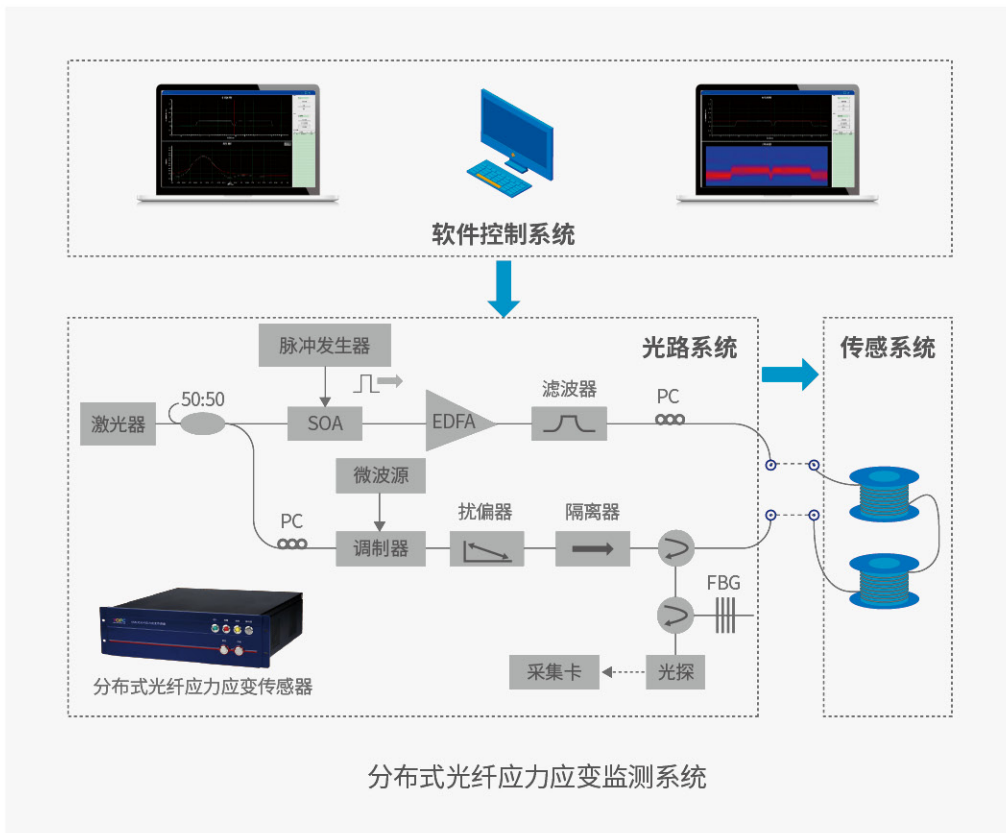 软件控制系统
脉冲发生器
光路系统
传感系统
50:50
滤波器
PC
激光器
SOA
EDFA
微波源
PC
扰偏器
隔离器
调制器
FBG
采集卡
光探
分布式光纤应力应变传感器
分布式光纤应力应变监测系统